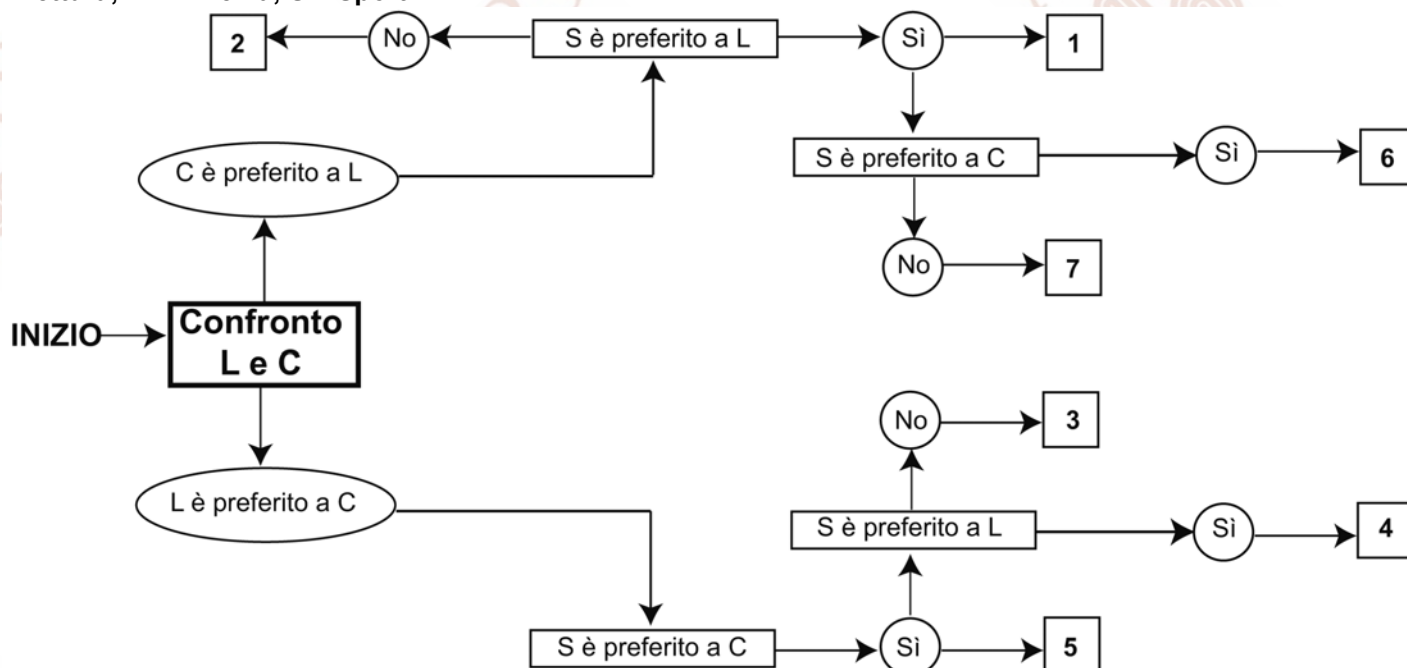 2
No
S è preferito a L
Sì
1
C è preferito a L
S è preferito a C
Sì
6
No
7
INIZIO
Confronto
L e C
No
3
L è preferito a C
S è preferito a L
Sì
4
S è preferito a C
Sì
5